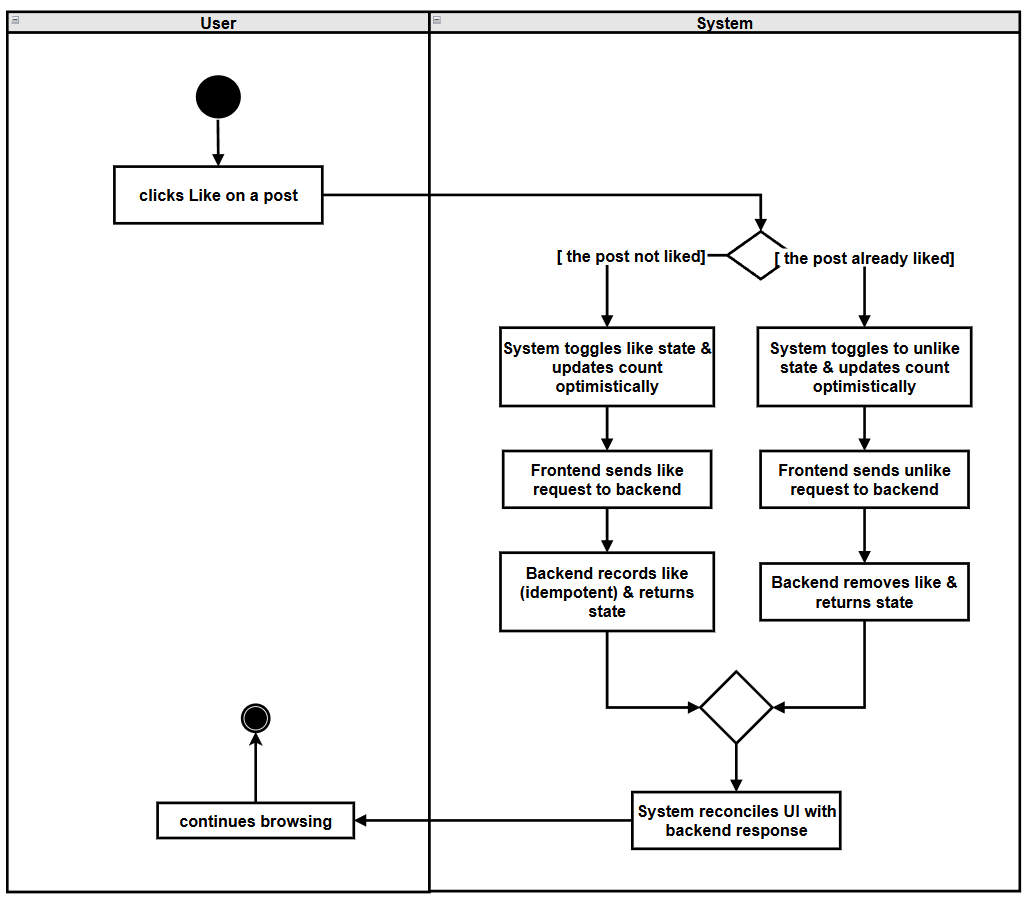 User
System
clicks Like on a post
[ the post not liked]
[ the post already liked]
System toggles like state &
updates count
optimistically
System toggles to unlike
state & updates count
optimistically
Frontend sends like
request to backend
Frontend sends unlike
request to backend
Backend records like
(idempotent) & returns
state
Backend removes like &
returns state
System reconciles UI with
backend response
continues browsing